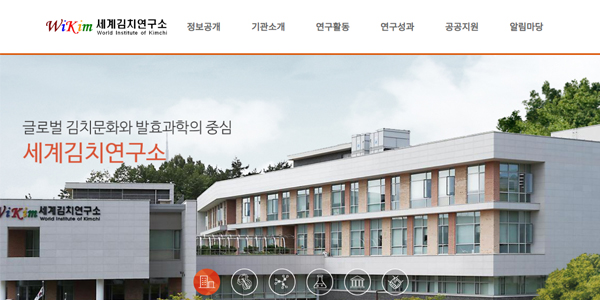 WiKim 세계김치연구소
World Institute of Kimchi
정보공개 기관소개 연구활동 연구성과 공공지원 알림마당
글로벌 김치문화와 발효과학의 중심
세계김치연구소
WiKim 세계김치연구소
World Institute of Kimchi